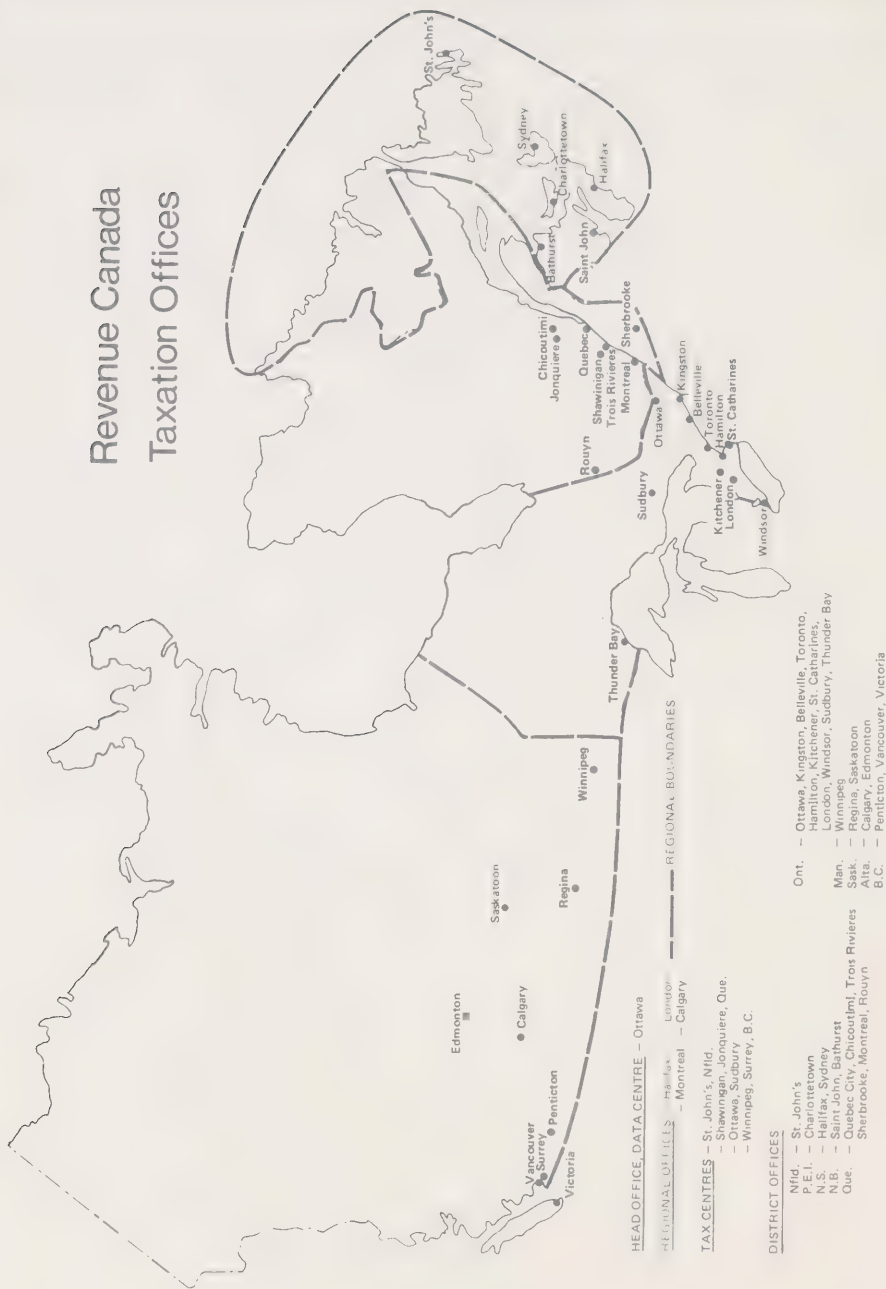 Revenue Canada
Taxation Offices
St. John's
Sydney
Charlottetown
Halifax
Bathurst
Saint John
Chicoutimi
Jonquiere
Quebec
Shawinigan
Trois Rivieres
Montreal
Sherbrooke
Rouyn
Ottawa
Sudbury
Kingston
Belleville
Toronto
Hamilton
St. Catharines
Kitchener
London
Windsor
Thunder Bay
Winnipeg
Saskatoon
Regina
Edmonton
Calgary
Vancouver
Surrey
Penticton
Victoria
HEAD OFFICE, DATA CENTRE – Ottawa
REGIONAL OFFICES – Halifax – London
– Montreal – Calgary
REGIONAL BOUNDARIES
TAX CENTRES – St. John's, Nfld.
– Shawinigan, Jonquiere, Que.
– Ottawa, Sudbury
– Winnipeg, Surrey, B.C.
DISTRICT OFFICES
Nfld. – St. John's
P.E.I. – Charlottetown
N.S. – Halifax, Sydney
N.B. – Saint John, Bathurst
Que. – Quebec City, Chicoutimi, Trois Rivieres
Sherbrooke, Montreal, Rouyn
Ont. – Ottawa, Kingston, Belleville, Toronto,
Hamilton, Kitchener, St. Catharines,
London, Windsor, Sudbury, Thunder Bay
Man. – Winnipeg
Sask. – Regina, Saskatoon
Alta. – Calgary, Edmonton
B.C. – Penticton, Vancouver, Victoria